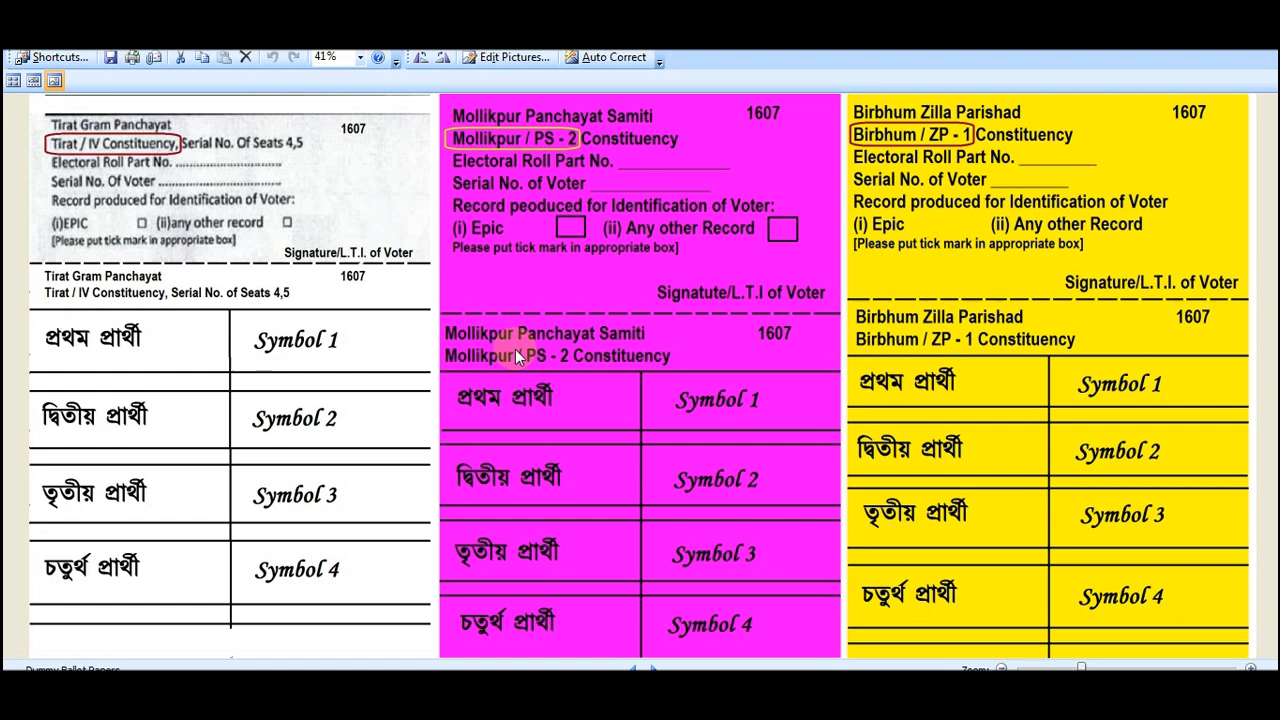 Shortcuts...
41%
Edit Pictures...
Auto Correct
Tirat Gram Panchayat
1607
Tirat / IV Constituency, Serial No. Of Seats 4,5
Electoral Roll Part No. ..............................
Serial No. Of Voter ..................................
Record produced for Identification of Voter:
(i)EPIC (ii)any other record
[Please put tick mark in appropriate box]
Signature/L.T.I. of Voter
Tirat Gram Panchayat
1607
Tirat / IV Constituency, Serial No. of Seats 4,5
প্রথম প্রার্থী Symbol 1
দ্বিতীয় প্রার্থী Symbol 2
তৃতীয় প্রার্থী Symbol 3
চতুর্থ প্রার্থী Symbol 4
Mollikpur Panchayat Samiti
1607
Mollikpur / PS - 2 Constituency
Electoral Roll Part No. ________________
Serial No. of Voter ________________
Record peoduced for Identification of Voter:
(i) Epic (ii) Any other Record
Please put tick mark in appropriate box]
Signatute/L.T.I of Voter
Mollikpur Panchayat Samiti
1607
Mollikpur / PS - 2 Constituency
প্রথম প্রার্থী Symbol 1
দ্বিতীয় প্রার্থী Symbol 2
তৃতীয় প্রার্থী Symbol 3
চতুর্থ প্রার্থী Symbol 4
Birbhum Zilla Parishad
1607
Birbhum / ZP - 1 Constituency
Electoral Roll Part No. ___________
Serial No. of Voter ___________
Record produced for Identification of Voter
(i) Epic (ii) Any other Record
[Please put tick mark in appropriate box]
Signature/L.T.I. of Voter
Birbhum Zilla Parishad
1607
Birbhum / ZP - 1 Constituency
প্রথম প্রার্থী Symbol 1
দ্বিতীয় প্রার্থী Symbol 2
তৃতীয় প্রার্থী Symbol 3
চতুর্থ প্রার্থী Symbol 4
Dummy Ballot Papers
Zoom: